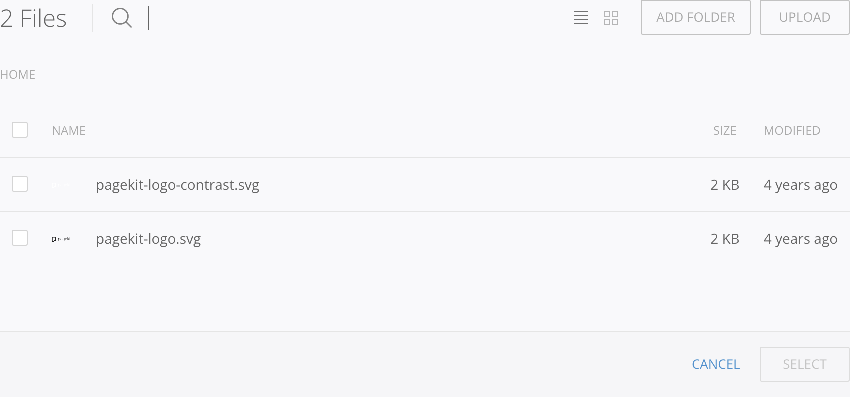 2 Files ADD FOLDER UPLOAD
HOME
NAME SIZE MODIFIED
pagekit-logo-contrast.svg 2 KB 4 years ago
pagekit-logo.svg 2 KB 4 years ago
CANCEL SELECT